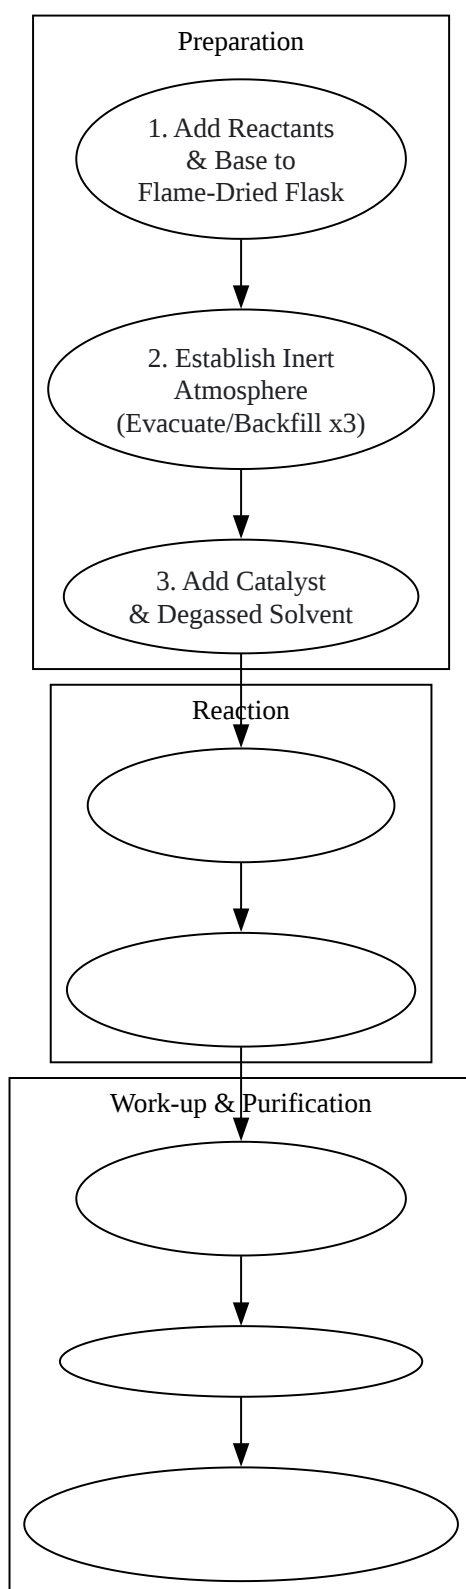 Preparation
1. Add Reactants
& Base to
Flame-Dried Flask
2. Establish Inert
Atmosphere
(Evacuate/Backfill x3)
3. Add Catalyst
& Degassed Solvent
Reaction
Work-up & Purification